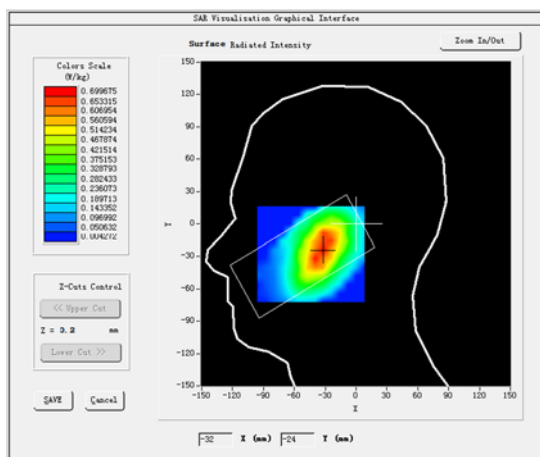 SAR Visualisation Graphical Interface
Surface Radiated Intensity
Zoom In/Out
Colors Scale
(W/kg)
0.699675
0.653315
0.606954
0.560594
0.514234
0.467874
0.421514
0.375153
0.328793
0.282433
0.236073
0.189713
0.143352
0.096992
0.050632
0.004272
Z-Cuts Control
<< Upper Cut
Z = 3.2 mm
Lower Cut >>
SAVE Cancel
150
120
90
60
30
0
-30
-60
-90
-120
-150
Y
-150 -120 -90 -60 -30 0 30 60 90 120 150
X
-32 X (mm) -24 Y (mm)